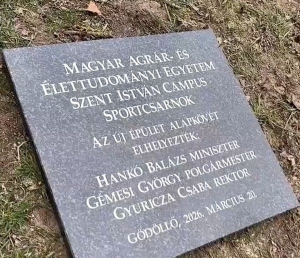 MAGYAR AGRÁR- ÉS
ÉLETTUDOMÁNYI EGYETEM
SZENT ISTVÁN CAMPUS
SPORTCSARNOK
AZ ÚJ ÉPÜLET ALAPKÖVÉT
ELHELYEZTÉK:
HANKÓ BALÁZS MINISZTER
GÉMESI GYÖRGY POLGÁRMESTER
GYURICZA CSABA REKTOR
GÖDÖLLŐ, 2026. MÁRCIUS 20.